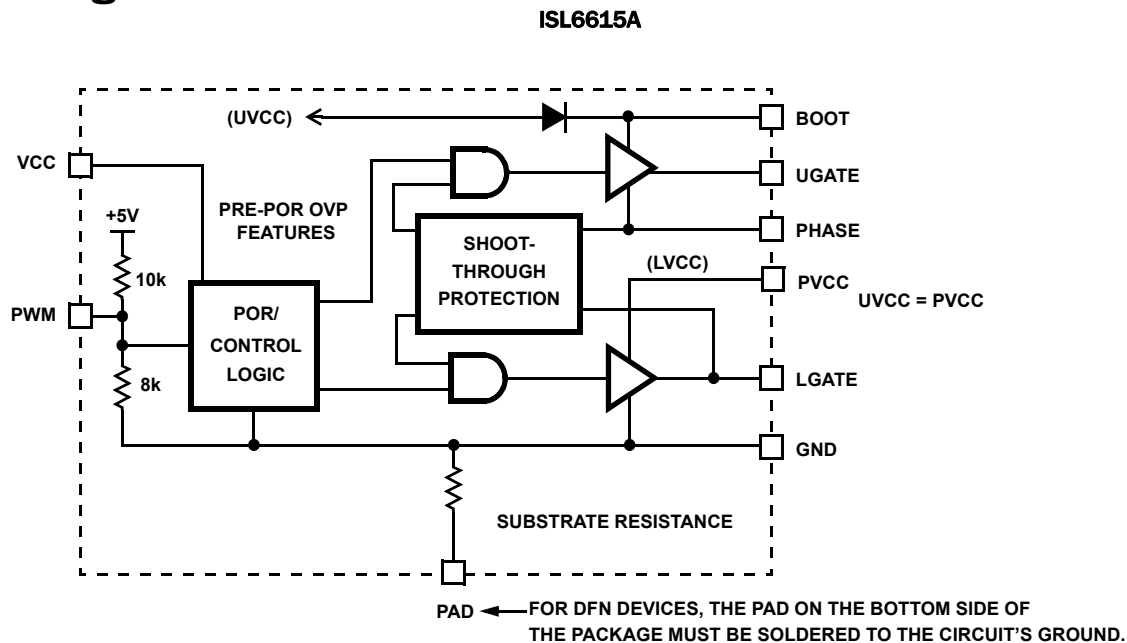 ISL6615A
(UVCC)
BOOT
VCC
UGATE
+5V
PRE-POR OVP
FEATURES
PHASE
SHOOT-
THROUGH
PROTECTION
(LVCC)
10k
PVCC
UVCC = PVCC
PWM
POR/
CONTROL
LOGIC
8k
LGATE
GND
SUBSTRATE RESISTANCE
PAD
FOR DFN DEVICES, THE PAD ON THE BOTTOM SIDE OF
THE PACKAGE MUST BE SOLDERED TO THE CIRCUIT'S GROUND.